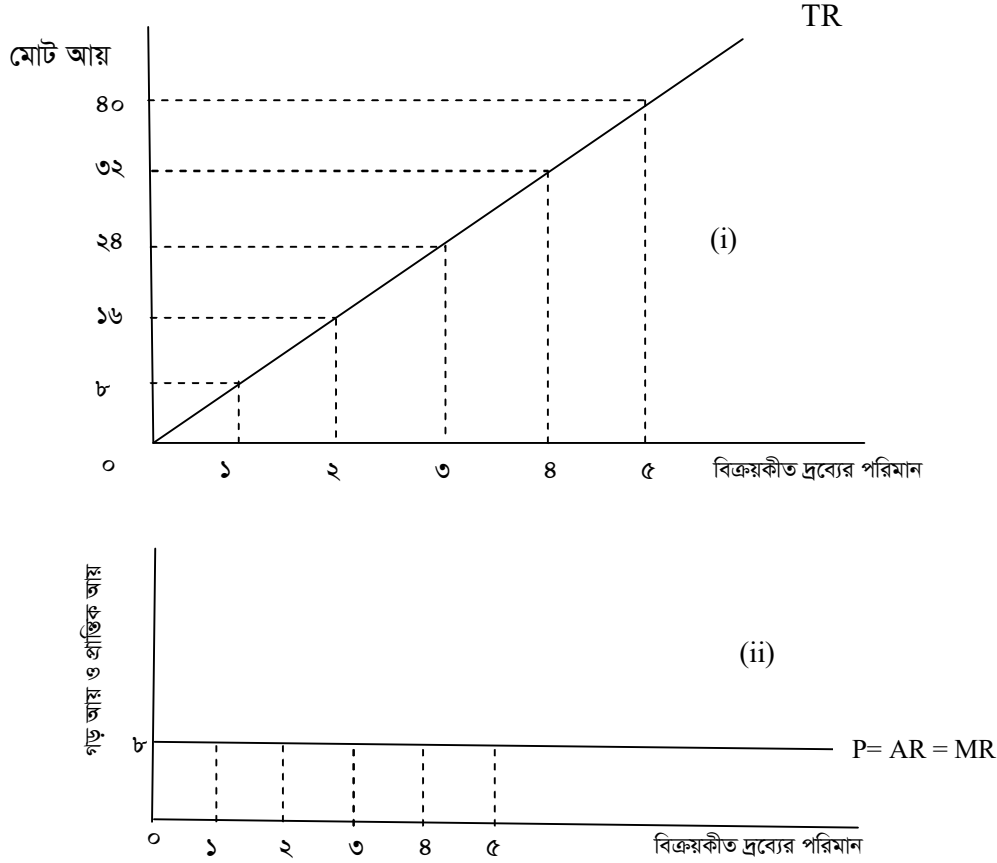 TR
মোট আয়
৪০
৩২
২৪
(i)
১৬
৮
০ ১ ২ ৩ ৪ ৫ বিক্রয়কীত দ্রব্যের পরিমান
গড় আয় ও প্রান্তিক আয়
(ii)
৮
P= AR = MR
০ ১ ২ ৩ ৪ ৫ বিক্রয়কীত দ্রব্যের পরিমান